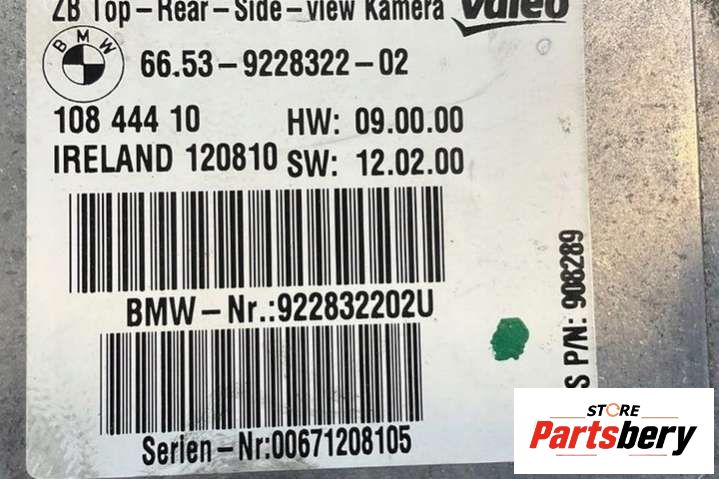 ZB Top-Rear-Side-view Kamera Valeo
BMW
66.53-9228322-02
108 444 10 HW: 09.00.00
IRELAND 120810 SW: 12.02.00
BMW-Nr.:922832202U
Serien-Nr:00671208105
S P/N: 908289
STORE
Partsbery